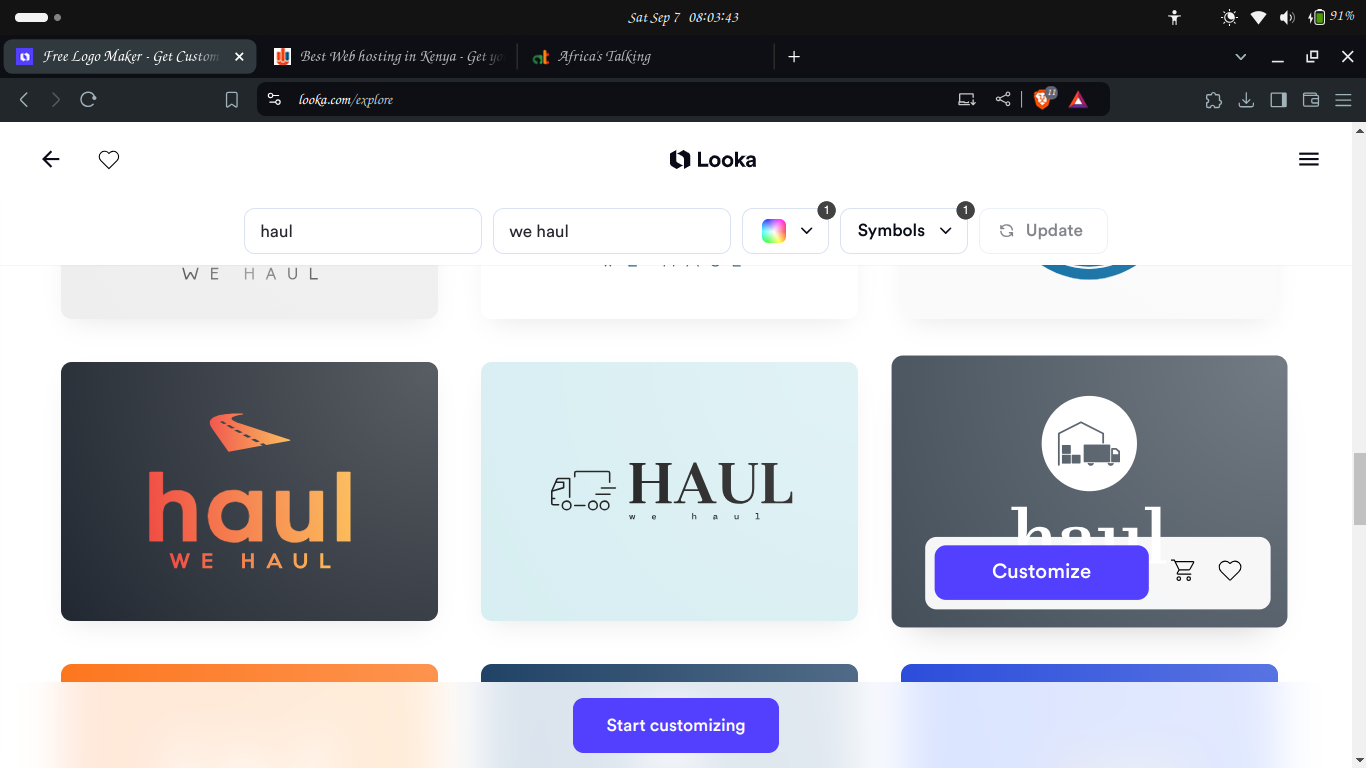 Sat Sep 7 08:03:43
91%
Free Logo Maker - Get Custom
Best Web hosting in Kenya - Get yo
Africa's Talking
looka.com/explore
11
Looka
haul
we haul
1
Symbols
1
Update
WE HAUL
haul
WE HAUL
HAUL
we haul
haul
Customize
Start customizing